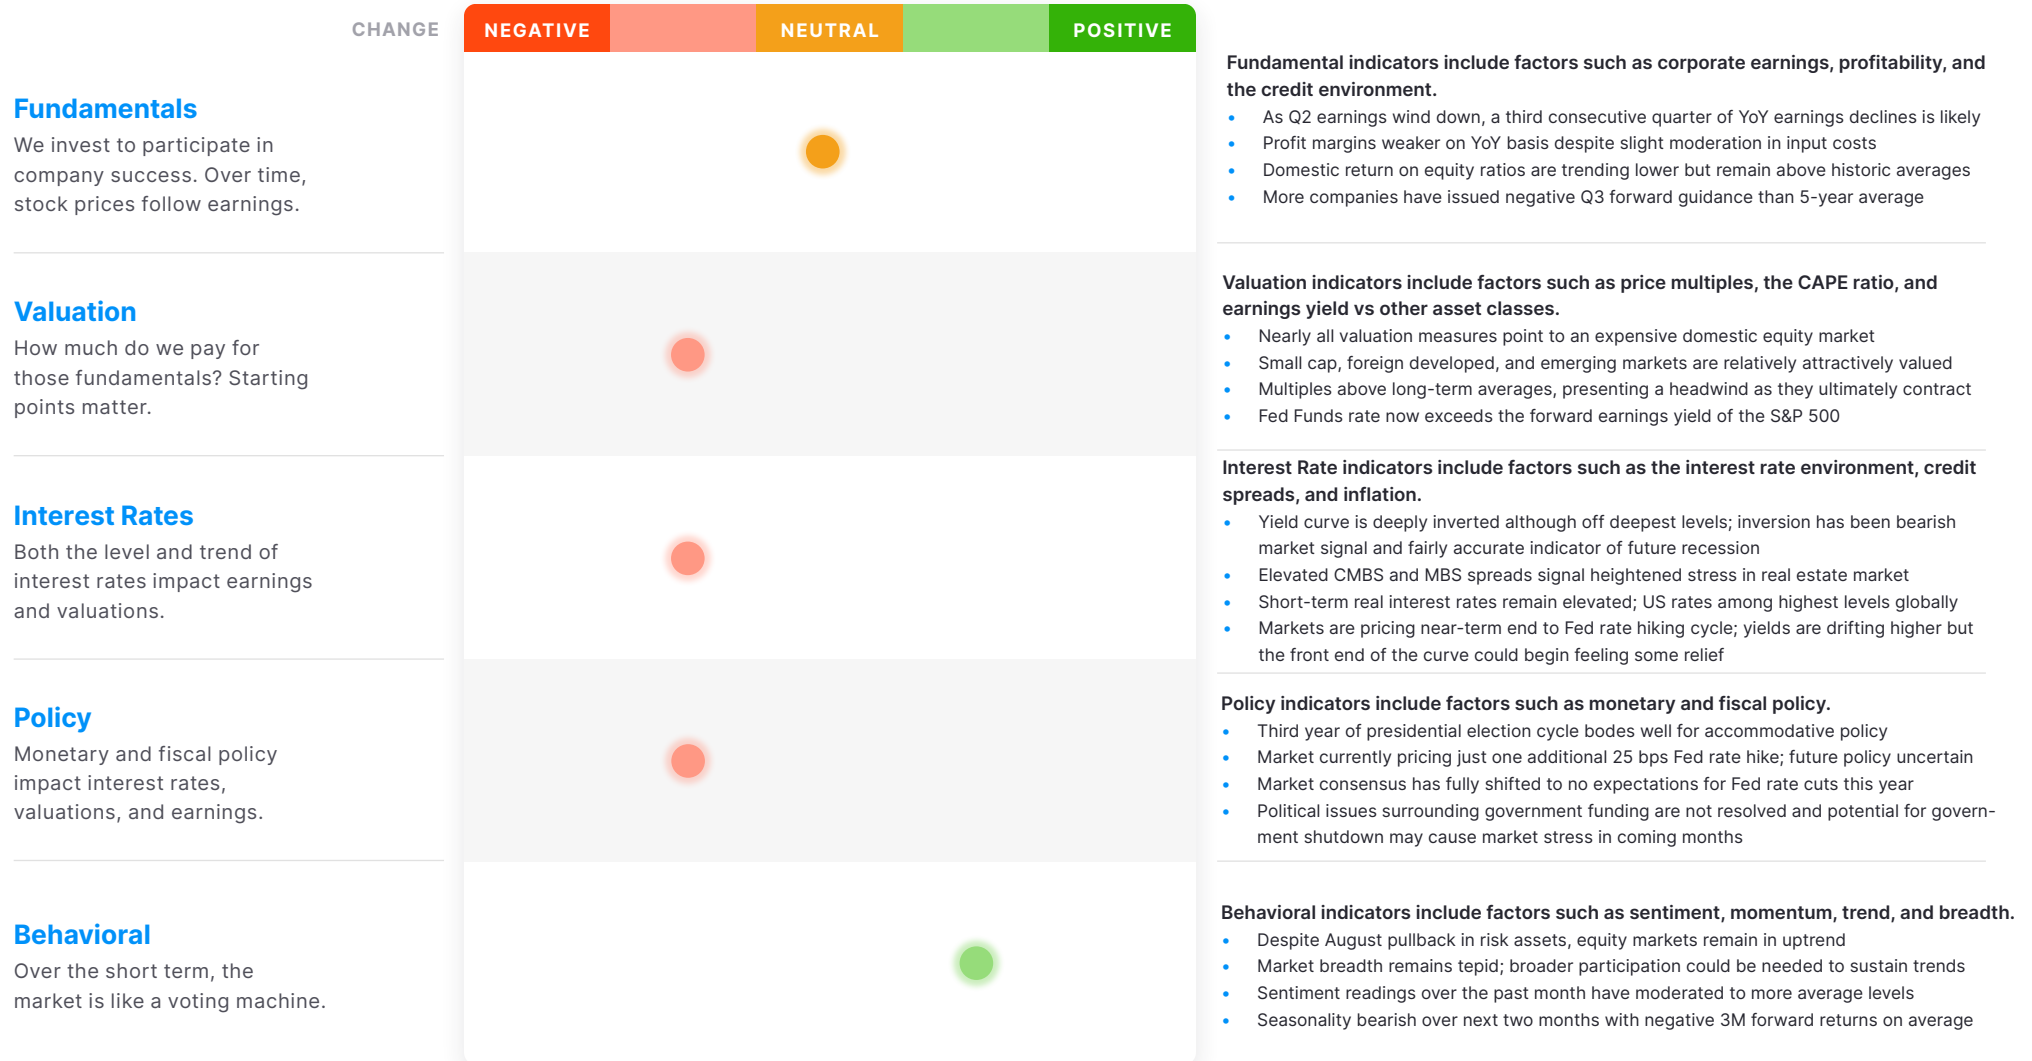 CHANGE
NEGATIVE
NEUTRAL
POSITIVE
Fundamentals
We invest to participate in
company success. Over time,
stock prices follow earnings.
Fundamental indicators include factors such as corporate earnings, profitability, and
the credit environment.
• As Q2 earnings wind down, a third consecutive quarter of YoY earnings declines is likely
• Profit margins weaker on YoY basis despite slight moderation in input costs
• Domestic return on equity ratios are trending lower but remain above historic averages
• More companies have issued negative Q3 forward guidance than 5-year average
Valuation
How much do we pay for
those fundamentals? Starting
points matter.
Valuation indicators include factors such as price multiples, the CAPE ratio, and
earnings yield vs other asset classes.
• Nearly all valuation measures point to an expensive domestic equity market
• Small cap, foreign developed, and emerging markets are relatively attractively valued
• Multiples above long-term averages, presenting a headwind as they ultimately contract
• Fed Funds rate now exceeds the forward earnings yield of the S&P 500
Interest Rates
Both the level and trend of
interest rates impact earnings
and valuations.
Interest Rate indicators include factors such as the interest rate environment, credit
spreads, and inflation.
• Yield curve is deeply inverted although off deepest levels; inversion has been bearish
market signal and fairly accurate indicator of future recession
• Elevated CMBS and MBS spreads signal heightened stress in real estate market
• Short-term real interest rates remain elevated; US rates among highest levels globally
• Markets are pricing near-term end to Fed rate hiking cycle; yields are drifting higher but
the front end of the curve could begin feeling some relief
Policy
Monetary and fiscal policy
impact interest rates,
valuations, and earnings.
Policy indicators include factors such as monetary and fiscal policy.
• Third year of presidential election cycle bodes well for accommodative policy
• Market currently pricing just one additional 25 bps Fed rate hike; future policy uncertain
• Market consensus has fully shifted to no expectations for Fed rate cuts this year
• Political issues surrounding government funding are not resolved and potential for govern-
ment shutdown may cause market stress in coming months
Behavioral
Over the short term, the
market is like a voting machine.
Behavioral indicators include factors such as sentiment, momentum, trend, and breadth.
• Despite August pullback in risk assets, equity markets remain in uptrend
• Market breadth remains tepid; broader participation could be needed to sustain trends
• Sentiment readings over the past month have moderated to more average levels
• Seasonality bearish over next two months with negative 3M forward returns on average